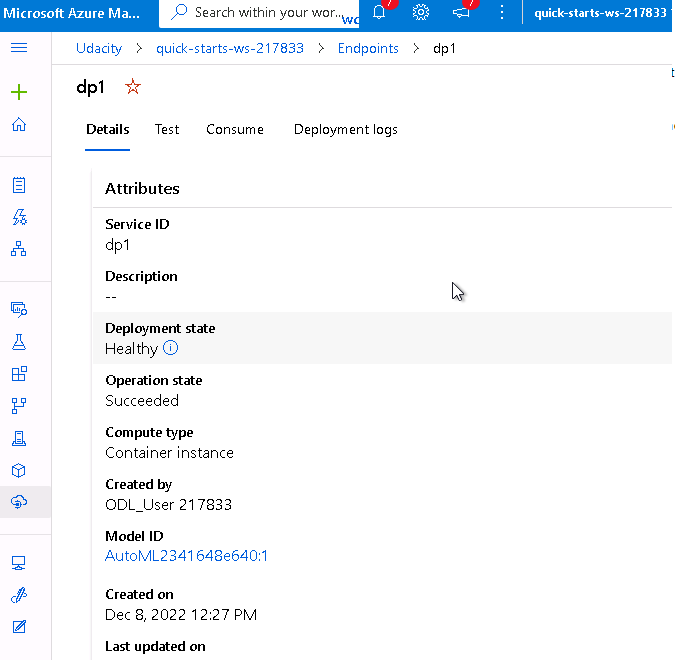 Microsoft Azure Ma...
Search within your wor...
7
7
quick-starts-ws-217833
Udacity > quick-starts-ws-217833 > Endpoints > dp1
dp1
Details Test Consume Deployment logs
Attributes
Service ID
dp1
Description
--
Deployment state
Healthy
Operation state
Succeeded
Compute type
Container instance
Created by
ODL_User 217833
Model ID
AutoML2341648e640:1
Created on
Dec 8, 2022 12:27 PM
Last updated on